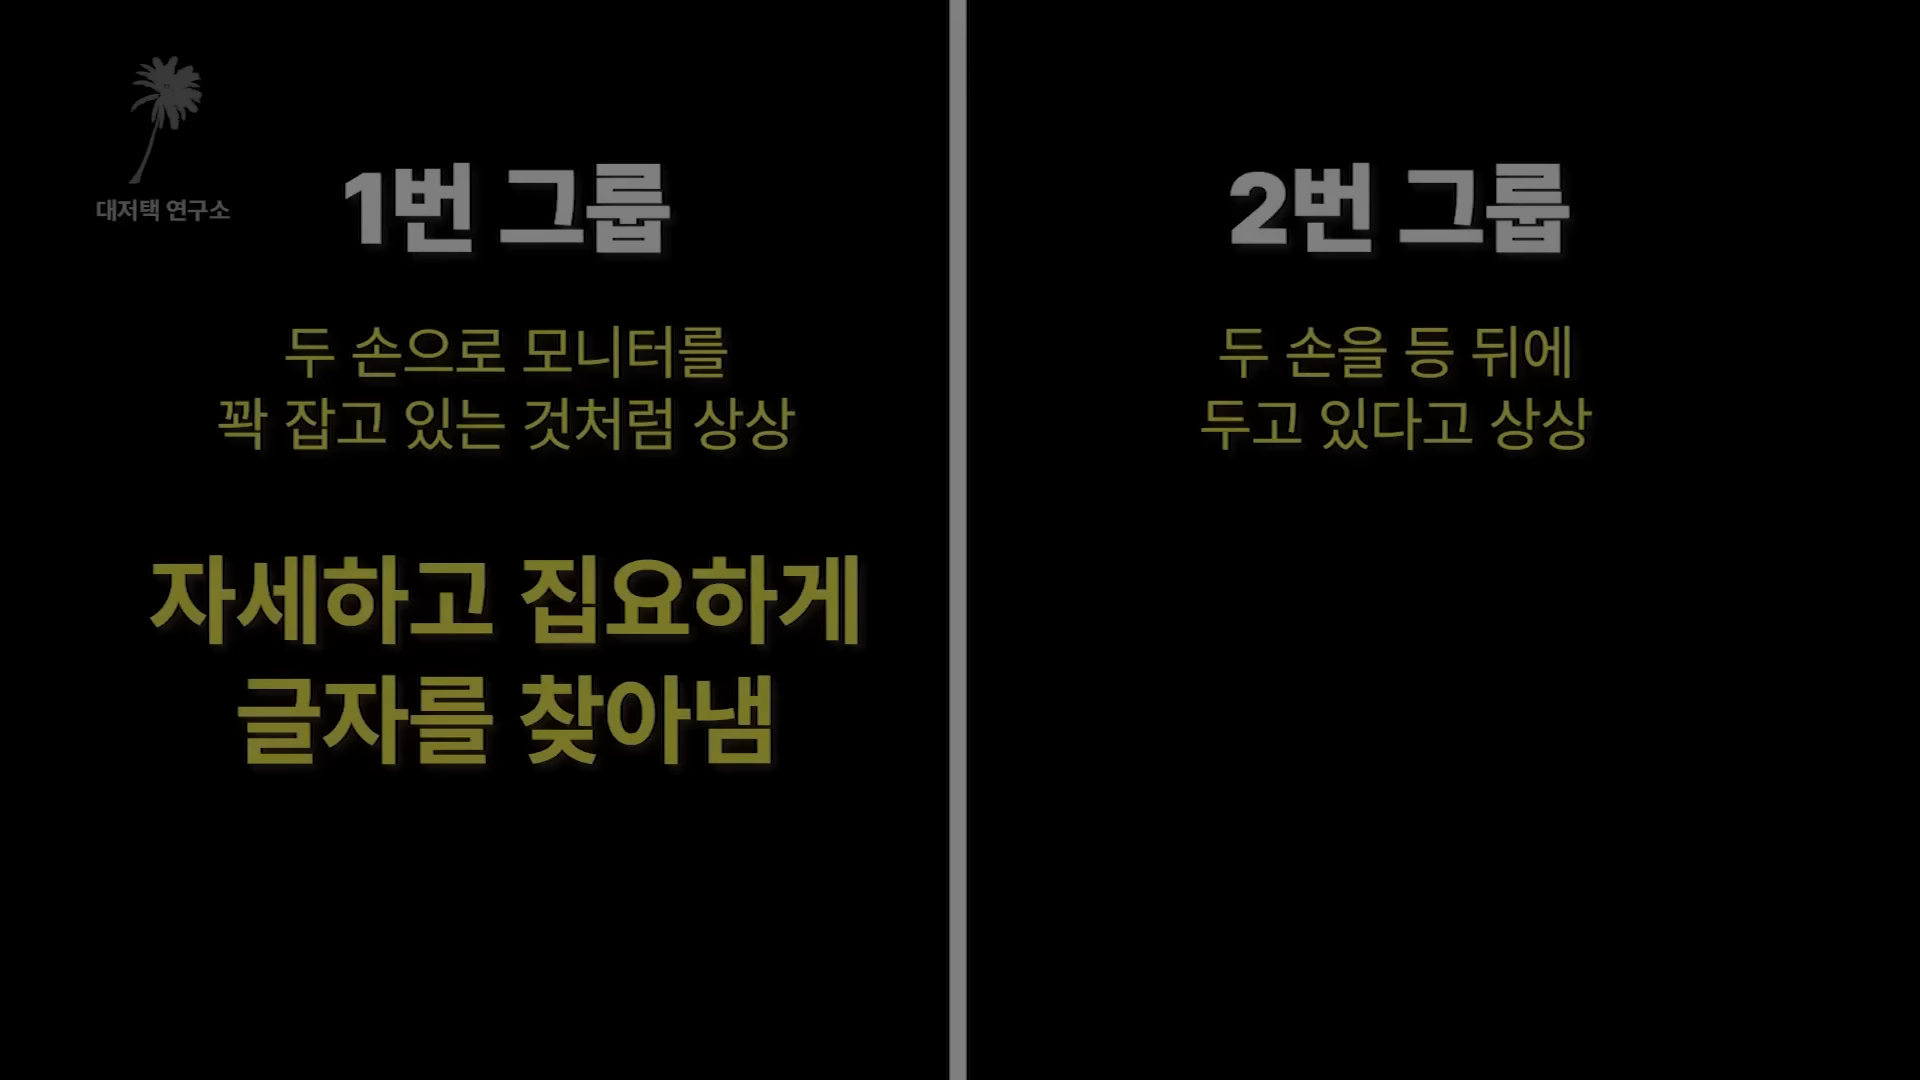 대저택 연구소
1번 그룹
두 손으로 모니터를
꽉 잡고 있는 것처럼 상상
자세하고 집요하게
글자를 찾아냄
2번 그룹
두 손을 등 뒤에
두고 있다고 상상